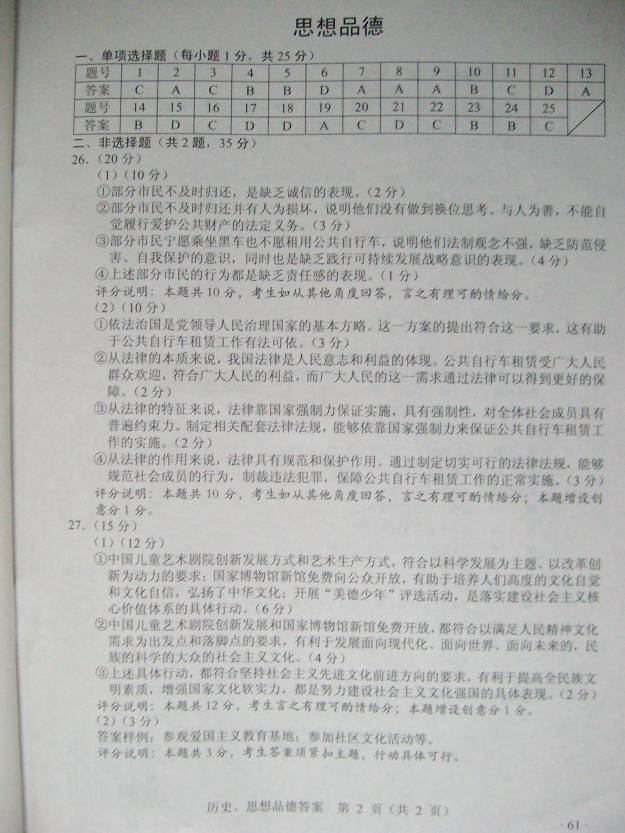 思想品德
一、单项选择题（每小题1分，共25分）
题号 1 2 3 4 5 6 7 8 9 10 11 12 13
答案 C A C B B D A A A B C D A
题号 14 15 16 17 18 19 20 21 22 23 24 25
答案 B D C D D A C D C B B C
二、非选择题（共2题，35分）
26.（20分）
（1）（10分）
①部分市民不及时归还，是缺乏诚信的表现。（2分）
②部分市民不及时归还并有人为损坏，说明他们没有做到换位思考、与人为善，不能自
觉履行爱护公共财产的法定义务。（3分）
③部分市民宁愿乘坐黑车也不愿租用公共自行车，说明他们法制观念不强，缺乏防范侵
害、自我保护的意识，同时也是缺乏践行可持续发展战略意识的表现。（4分）
④上述部分市民的行为都是缺乏责任感的表现。（1分）
评分说明：本题共10分，考生如从其他角度回答，言之有理可酌情给分。
（2）（10分）
①依法治国是党领导人民治理国家的基本方略。这一方案的提出符合这一要求，这有助
于公共自行车租赁工作有法可依。（3分）
②从法律的本质来说，我国法律是人民意志和利益的体现。公共自行车租赁受广大人民
群众欢迎，符合广大人民的利益，而广大人民的这一需求通过法律可以得到更好的保
障。（2分）
③从法律的特征来说，法律靠国家强制力保证实施，具有强制性，对全体社会成员具有
普遍约束力。制定相关配套法律法规，能够依靠国家强制力来保证公共自行车租赁工
作的实施。（2分）
④从法律的作用来说，法律具有规范和保护作用。通过制定切实可行的法律法规，能够
规范社会成员的行为，制裁违法犯罪，保障公共自行车租赁工作的正常实施。（3分）
评分说明：本题共10分，考生如从其他角度回答，言之有理可酌情给分；本题增设创
意分1分。
27.（15分）
（1）（12分）
①中国儿童艺术剧院创新发展方式和艺术生产方式，符合以科学发展为主题、以改革创
新为动力的要求；国家博物馆新馆免费向公众开放，有助于培养人们高度的文化自觉
和文化自信，弘扬了中华文化；开展“美德少年”评选活动，是落实建设社会主义核
心价值体系的具体行动。（6分）
②中国儿童艺术剧院创新发展和国家博物馆新馆免费开放，都符合以满足人民精神文化
需求为出发点和落脚点的要求，有利于发展面向现代化、面向世界、面向未来的，民
族的科学的大众的社会主义文化。（4分）
③上述具体行动，都符合坚持社会主义先进文化前进方向的要求，有利于提高全民族文
明素质，增强国家文化软实力，都是努力建设社会主义文化强国的具体表现。（2分）
评分说明：本题共12分，考生言之有理可酌情给分；本题增设创意分1分。
（2）（3分）
答案样例：参观爱国主义教育基地；参加社区文化活动等。
评分说明：本题共3分，考生答案须紧扣主题，行动具体可行。
历史、思想品德答案 第2页（共2页）
·61·